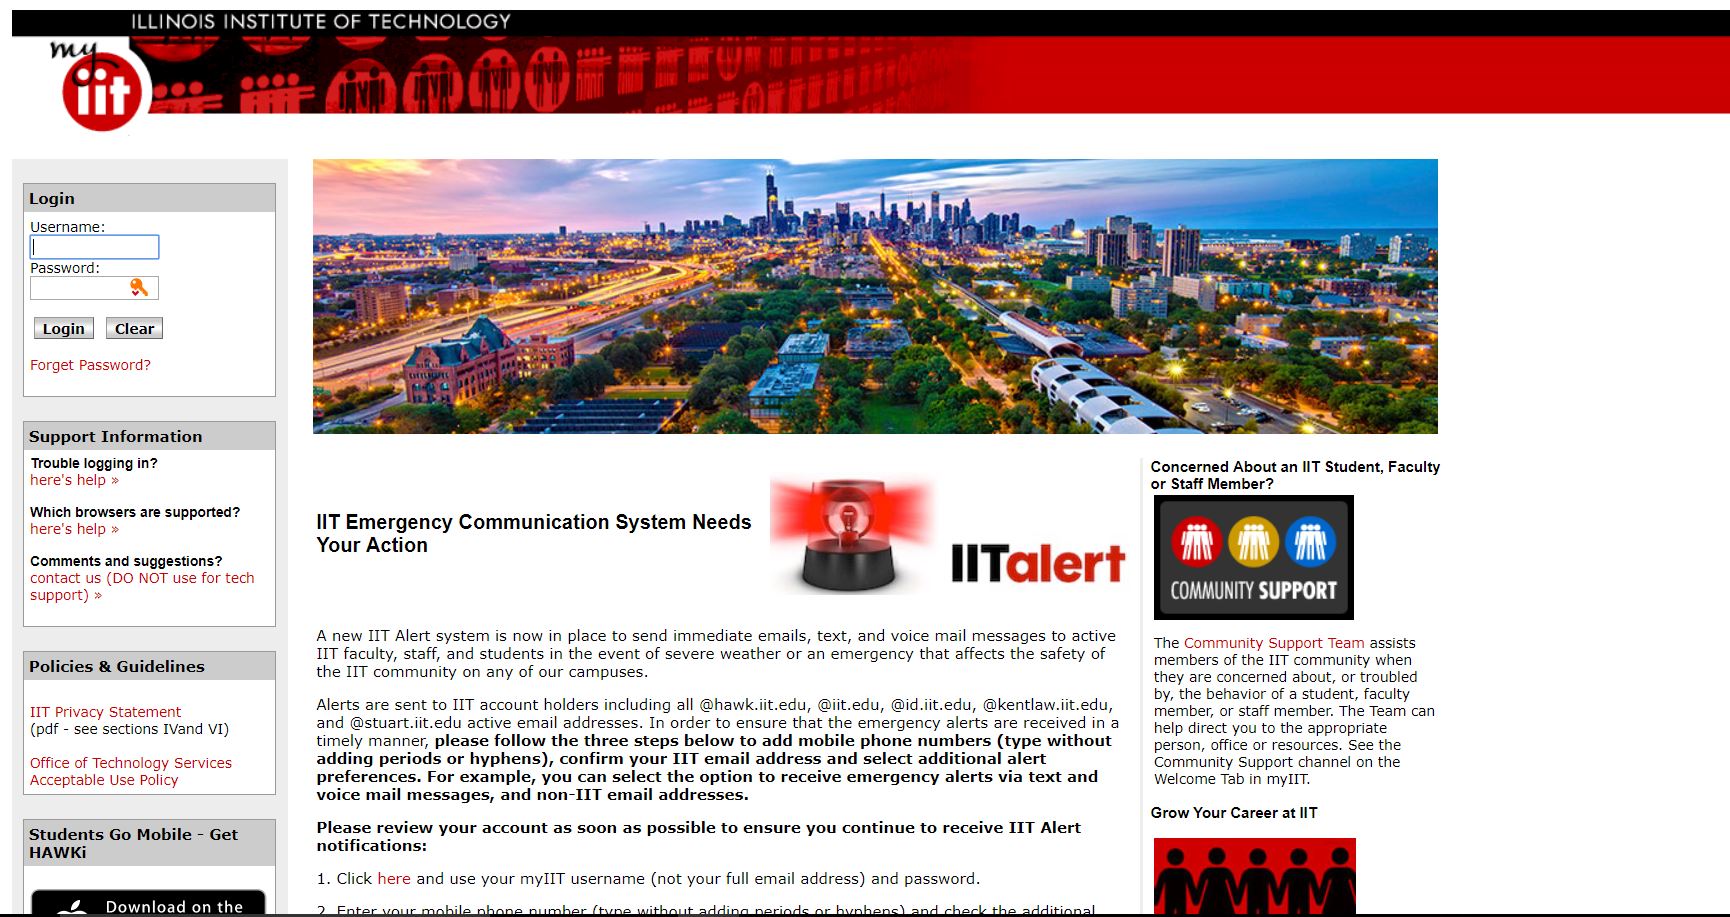 ILLINOIS INSTITUTE OF TECHNOLOGY
my
iit
Login
Username:
Password:
Login Clear
Forget Password?
Support Information
Trouble logging in?
here's help »
Which browsers are supported?
here's help »
Comments and suggestions?
contact us (DO NOT use for tech
support) »
Policies & Guidelines
IIT Privacy Statement
(pdf - see sections IVand VI)
Office of Technology Services
Acceptable Use Policy
Students Go Mobile - Get
HAWKi
Download on the
IIT Emergency Communication System Needs
Your Action
IITalert
A new IIT Alert system is now in place to send immediate emails, text, and voice mail messages to active
IIT faculty, staff, and students in the event of severe weather or an emergency that affects the safety of
the IIT community on any of our campuses.
Alerts are sent to IIT account holders including all @hawk.iit.edu, @iit.edu, @id.iit.edu, @kentlaw.iit.edu,
and @stuart.iit.edu active email addresses. In order to ensure that the emergency alerts are received in a
timely manner, please follow the three steps below to add mobile phone numbers (type without
adding periods or hyphens), confirm your IIT email address and select additional alert
preferences. For example, you can select the option to receive emergency alerts via text and
voice mail messages, and non-IIT email addresses.
Please review your account as soon as possible to ensure you continue to receive IIT Alert
notifications:
1. Click here and use your myIIT username (not your full email address) and password.
2. Enter your mobile phone number (type without adding periods or hyphens) and check the additional
Concerned About an IIT Student, Faculty
or Staff Member?
COMMUNITY SUPPORT
The Community Support Team assists
members of the IIT community when
they are concerned about, or troubled
by, the behavior of a student, faculty
member, or staff member. The Team can
help direct you to the appropriate
person, office or resources. See the
Community Support channel on the
Welcome Tab in myIIT.
Grow Your Career at IIT